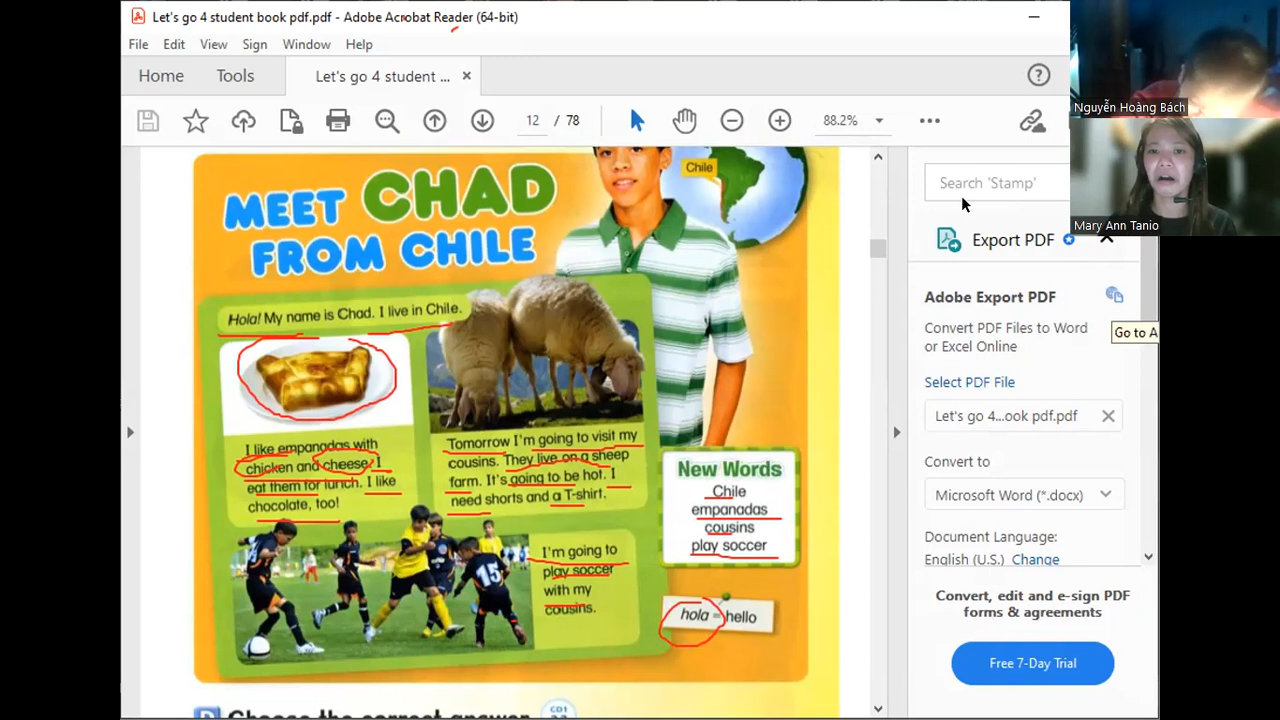 Let's go 4 student book pdf.pdf - Adobe Acrobat Reader (64-bit)
File Edit View Sign Window Help
Home Tools Let's go 4 student ... ×
12 / 78 88.2% •••
MEET CHAD
FROM CHILE
Chile
Hola! My name is Chad. I live in Chile.
I like empanadas with
chicken and cheese. I
eat them for lunch. I like
chocolate, too!
Tomorrow I'm going to visit my
cousins. They live on a sheep
farm. It's going to be hot. I
need shorts and a T-shirt.
15
I'm going to
play soccer
with my
cousins.
New Words
Chile
empanadas
cousins
play soccer
hola = hello
CD1
Search 'Stamp'
Export PDF
Adobe Export PDF
Convert PDF Files to Word
or Excel Online
Go to A
Select PDF File
Let's go 4...ook pdf.pdf
Convert to
Microsoft Word (*.docx)
Document Language:
English (U.S.) Change
Convert, edit and e-sign PDF
forms & agreements
Free 7-Day Trial
Nguyễn Hoàng Bách
Mary Ann Tanio